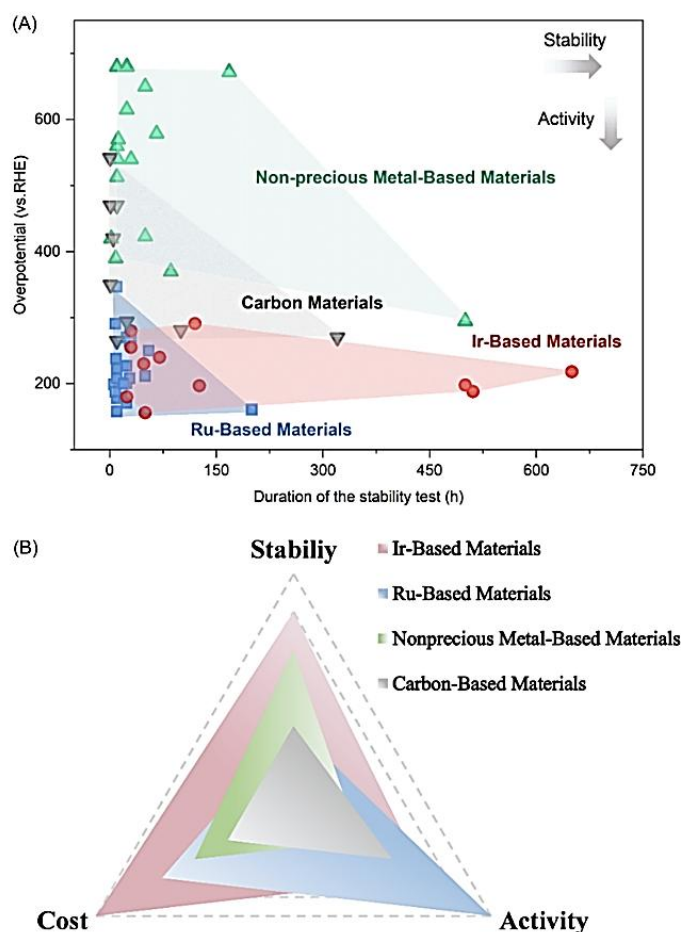 (A)
Stability
Activity
Non-precious Metal-Based Materials
Carbon Materials
Ir-Based Materials
Ru-Based Materials
Overpotential (vs.RHE)
600
400
200
0
150
300
450
600
750
Duration of the stability test (h)
(B)
Stabiliy
Ir-Based Materials
Ru-Based Materials
Nonprecious Metal-Based Materials
Carbon-Based Materials
Cost
Activity